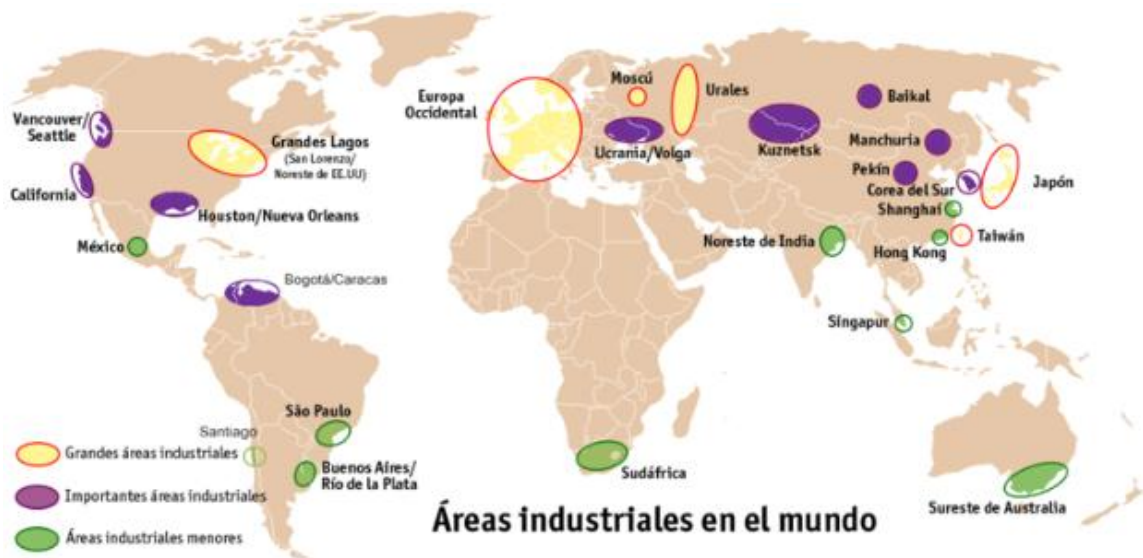 Vancouver/
Seattle
California
Grandes Lagos
(San Lorenzo/
Noreste de EE.UU)
Houston/Nueva Orleans
México
Bogotá/Caracas
São Paulo
Santiago
Buenos Aires/
Río de la Plata
Europa
Occidental
Moscú
Urales
Ucrania/Volga
Kuznetsk
Baikal
Manchuria
Pekín
Corea del Sur
Japón
Shanghai
Taiwán
Hong Kong
Noreste de India
Singapur
Sudáfrica
Sureste de Australia
Grandes áreas industriales
Importantes áreas industriales
Áreas industriales menores
Áreas industriales en el mundo